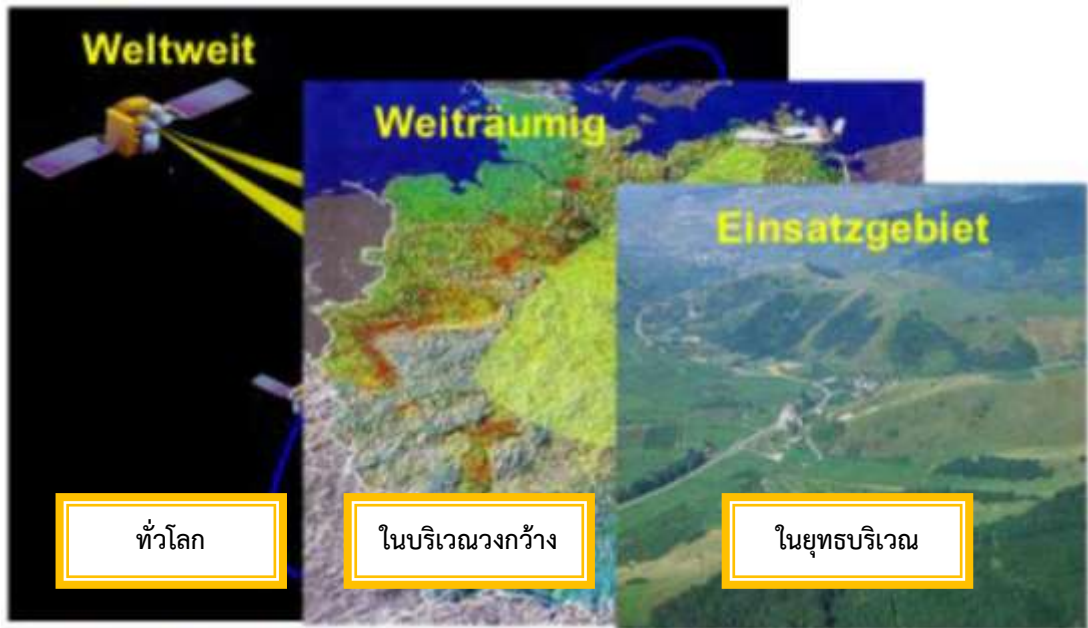 Weltweit
Weiträumig
Einsatzgebiet
ทั่วโลก
ในบริเวณวงกว้าง
ในยุทธบริเวณ